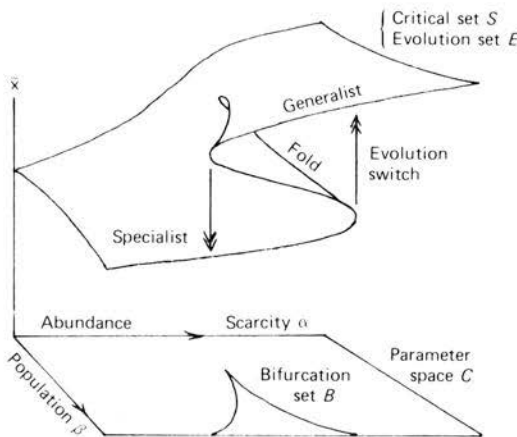 Critical set S
Evolution set E
x̄
Generalist
Fold
Evolution
switch
Specialist
Abundance
Scarcity α
Population β
Bifurcation
set B
Parameter
space C